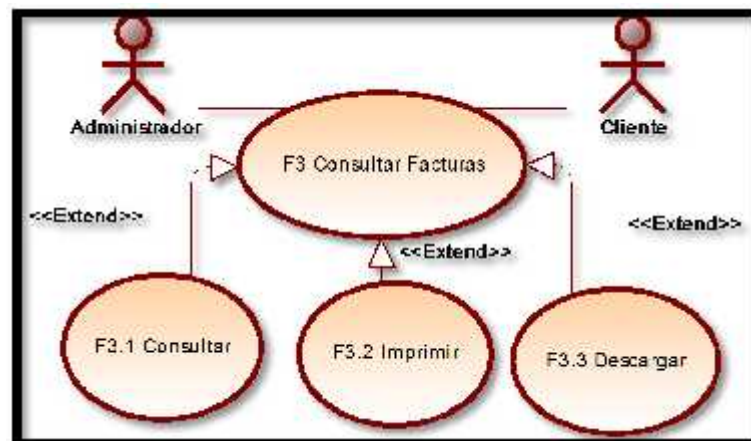 Administrador
Cliente
F3 Consultar Facturas
<<Extend>>
<<Extend>>
<<Extend>>
F3.1 Consultar
F3.2 Imprimir
F3.3 Descargar